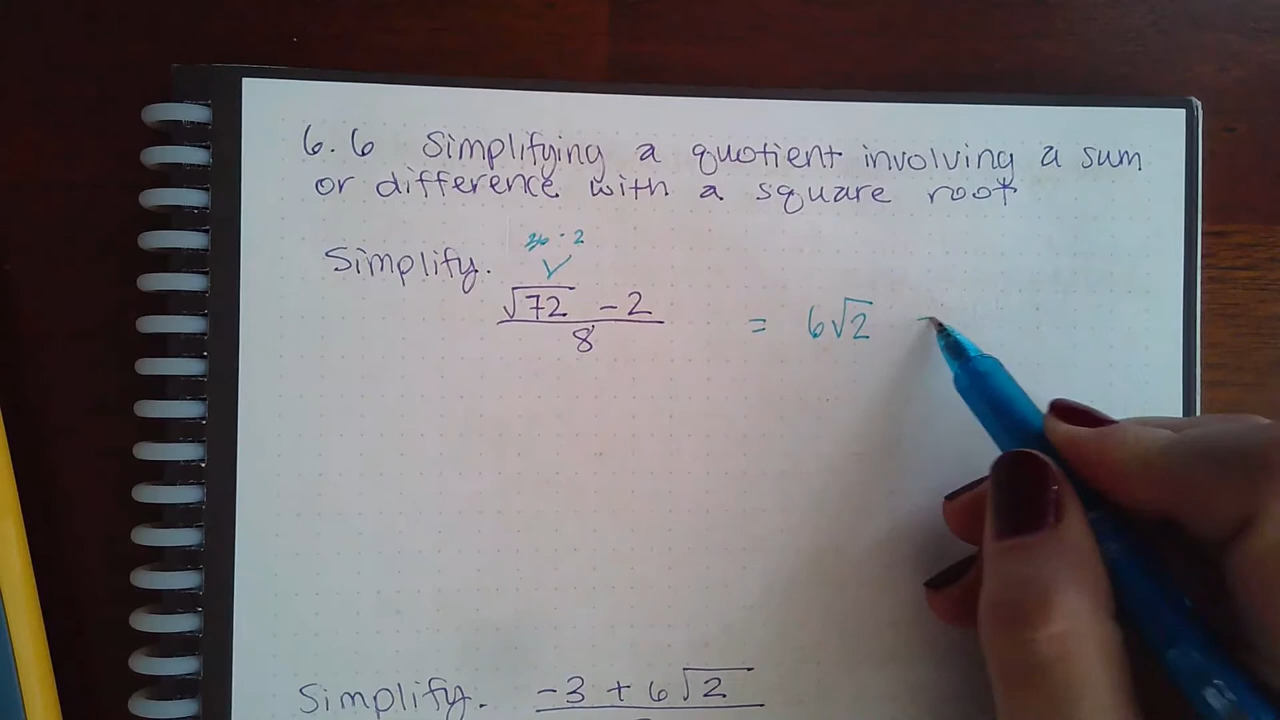 6.6 Simplifying a quotient involving a sum
or difference with a square root
36 · 2
Simplify.
√72 - 2
= 6√2 -
8
Simplify. -3 + 6√2